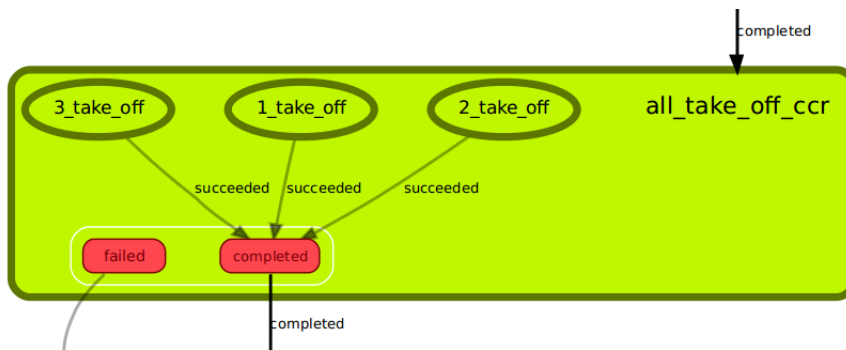 completed
3_take_off
1_take_off
2_take_off
all_take_off_ccr
succeeded
succeeded
succeeded
failed
completed
completed